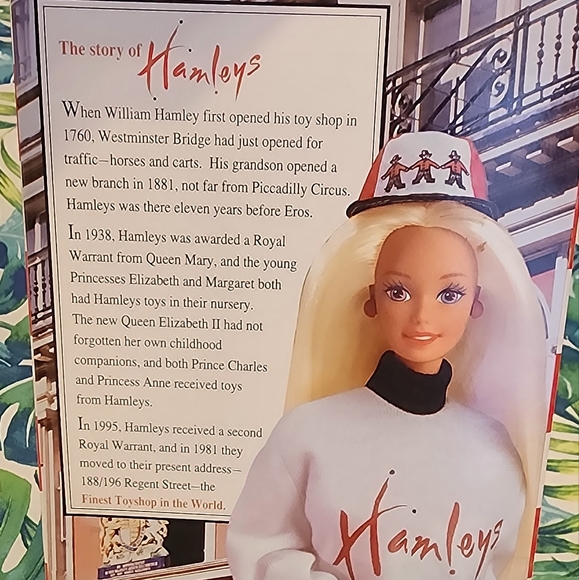 The story of Hamleys
When William Hamley first opened his toy shop in
1760, Westminster Bridge had just opened for
traffic—horses and carts. His grandson opened a
new branch in 1881, not far from Piccadilly Circus.
Hamleys was there eleven years before Eros.
In 1938, Hamleys was awarded a Royal
Warrant from Queen Mary, and the young
Princesses Elizabeth and Margaret both
had Hamleys toys in their nursery.
The new Queen Elizabeth II had not
forgotten her own childhood
companions, and both Prince Charles
and Princess Anne received toys
from Hamleys.
In 1995, Hamleys received a second
Royal Warrant, and in 1981 they
moved to their present address—
188/196 Regent Street—the
Finest Toyshop in the World.
Hamleys